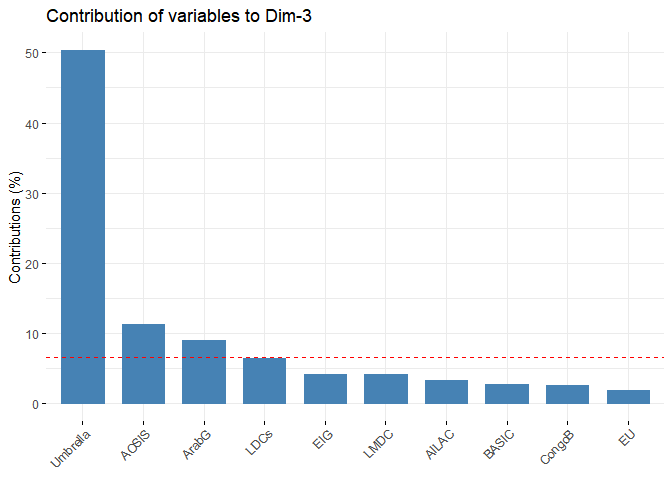 Contribution of variables to Dim-3
Contributions (%)
50
40
30
20
10
0
Umbrella
AOSIS
ArabG
LDCs
EIG
LMDC
AILAC
BASIC
CongoB
EU